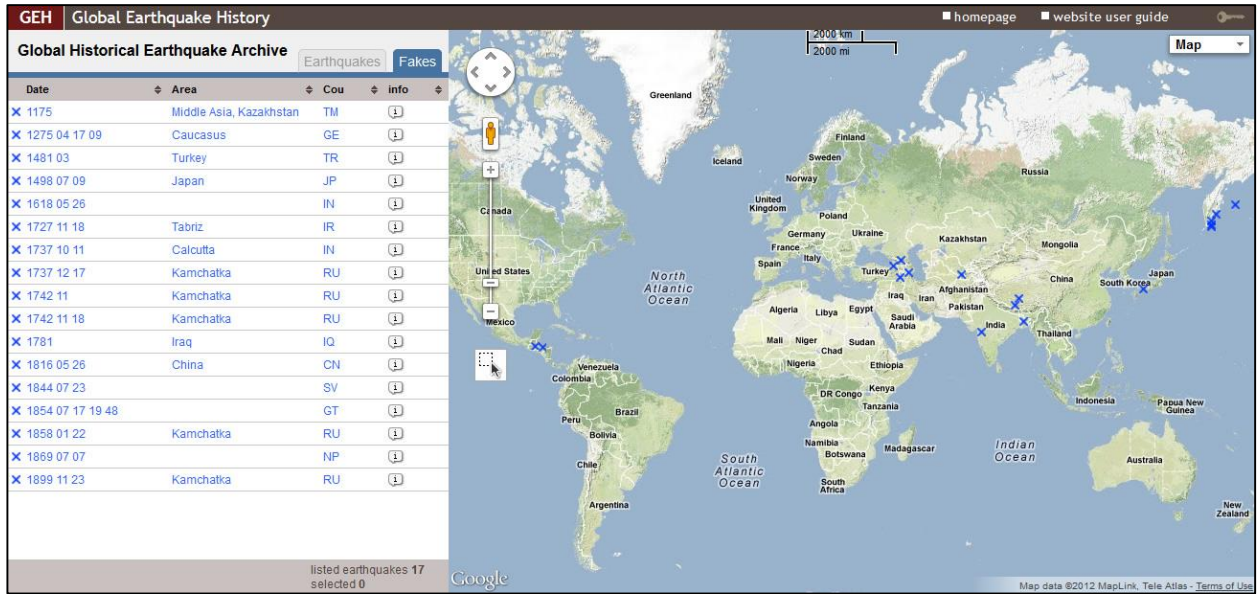 GEH Global Earthquake History
homepage
website user guide
Global Historical Earthquake Archive
Earthquakes
Fakes
Date Area Cou info
1175 Middle Asia, Kazakhstan TM
1275 04 17 09 Caucasus GE
1481 03 Turkey TR
1498 07 09 Japan JP
1618 05 26 IN
1727 11 18 Tabriz IR
1737 10 11 Calcutta IN
1737 12 17 Kamchatka RU
1742 11 Kamchatka RU
1742 11 18 Kamchatka RU
1781 Iraq IQ
1816 05 26 China CN
1844 07 23 SV
1854 07 17 19 48 GT
1858 01 22 Kamchatka RU
1869 07 07 NP
1899 11 23 Kamchatka RU
listed earthquakes 17
selected 0
2000 km
2000 mi
Map
Greenland
Iceland
Finland
Sweden
Norway
Russia
United
Kingdom
Poland
Germany
Ukraine
France
Italy
Spain
Turkey
Kazakhstan
Mongolia
China
Japan
South Korea
Afghanistan
Pakistan
Iraq
Iran
Canada
United States
Mexico
North
Atlantic
Ocean
Algeria
Libya
Egypt
Saudi
Arabia
India
Thailand
Mali
Niger
Chad
Sudan
Nigeria
Ethiopia
Venezuela
Colombia
DR Congo
Kenya
Tanzania
Indonesia
Papua New
Guinea
Brazil
Peru
Bolivia
Angola
Namibia
Botswana
Madagascar
South
Atlantic
Ocean
Indian
Ocean
Australia
Chile
South
Africa
Argentina
New
Zealand
Google
Map data ©2012 MapLink, Tele Atlas - Terms of Use